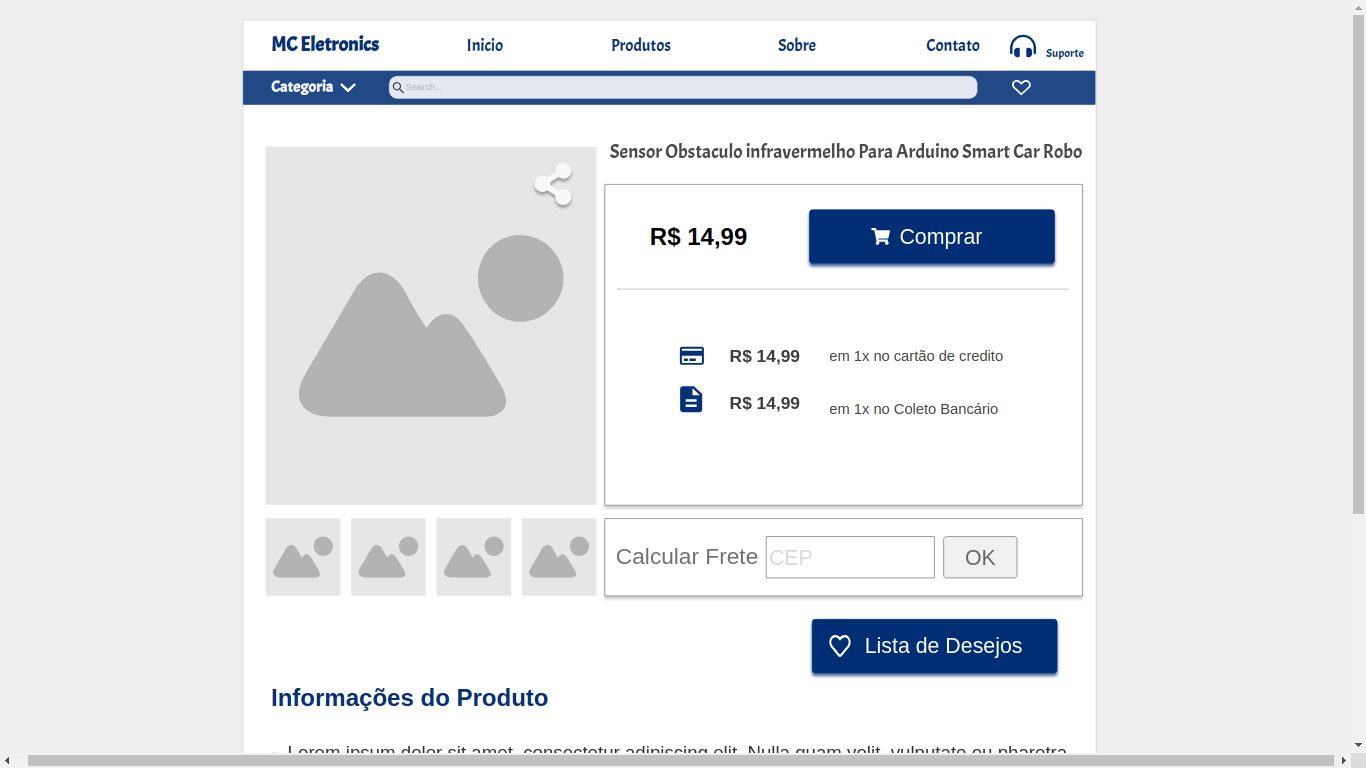 MC Eletronics Inicio Produtos Sobre Contato Suporte
Categoria Search...
Sensor Obstaculo infravermelho Para Arduino Smart Car Robo
R$ 14,99 Comprar
R$ 14,99 em 1x no cartão de credito
R$ 14,99 em 1x no Coleto Bancário
Calcular Frete CEP OK
Lista de Desejos
Informações do Produto
Lorem ipsum dolor sit amet, consectetur adipiscing elit. Nulla quam velit, vulputate eu pharetra